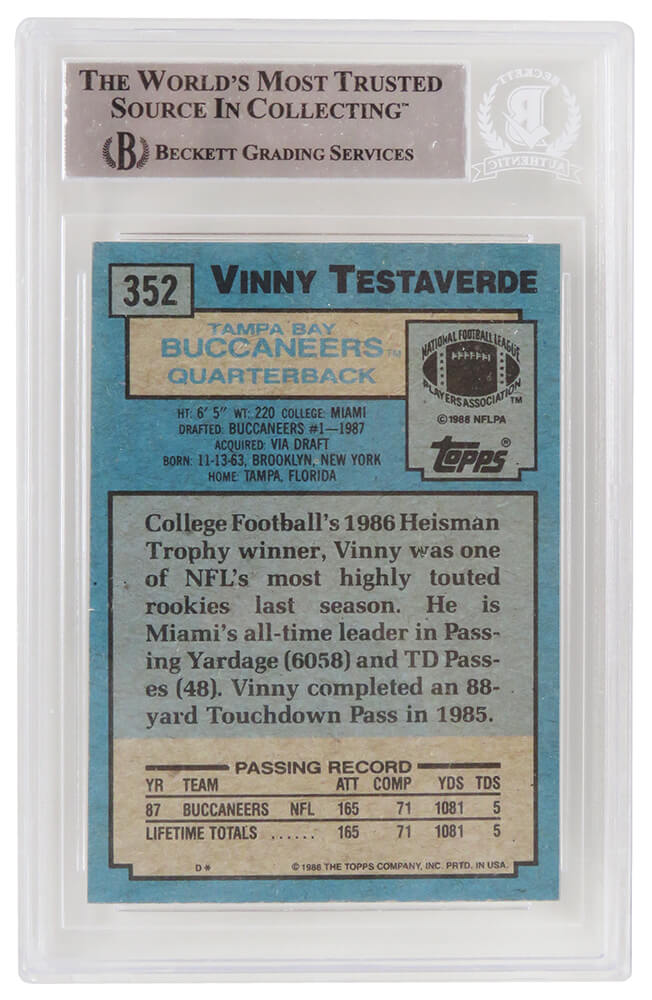 THE WORLD'S MOST TRUSTED
SOURCE IN COLLECTING™
B BECKETT GRADING SERVICES
BECKETT
B
AUTHENTIC
352 VINNY TESTAVERDE
TAMPA BAY
BUCCANEERS™
QUARTERBACK
NATIONAL FOOTBALL LEAGUE
PLAYERS ASSOCIATION™
©1988 NFLPA
TOPPS®
HT: 6' 5" WT: 220 COLLEGE: MIAMI
DRAFTED: BUCCANEERS #1—1987
ACQUIRED: VIA DRAFT
BORN: 11-13-63, BROOKLYN, NEW YORK
HOME: TAMPA, FLORIDA
College Football's 1986 Heisman
Trophy winner, Vinny was one
of NFL's most highly touted
rookies last season. He is
Miami's all-time leader in Pass-
ing Yardage (6058) and TD Pass-
es (48). Vinny completed an 88-
yard Touchdown Pass in 1985.
PASSING RECORD
YR TEAM ATT COMP YDS TDS
87 BUCCANEERS NFL 165 71 1081 5
LIFETIME TOTALS ...... 165 71 1081 5
D* ©1988 THE TOPPS COMPANY, INC. PRTD. IN USA.